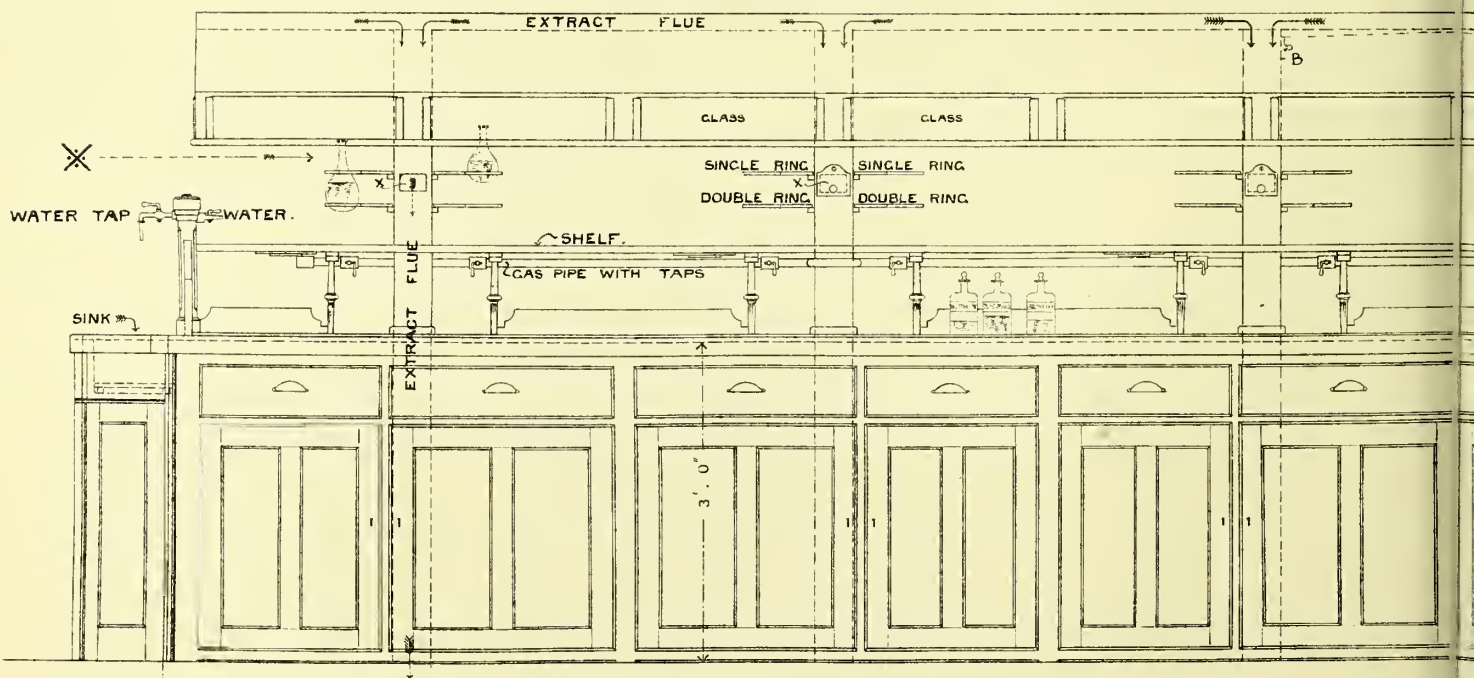 EXTRACT FLUE
B
GLASS GLASS
SINGLE RING SINGLE RING
X X
DOUBLE RING DOUBLE RING
WATER TAP WATER.
SHELF.
GAS PIPE WITH TAPS
EXTRACT FLUE
SINK
3'. 0"